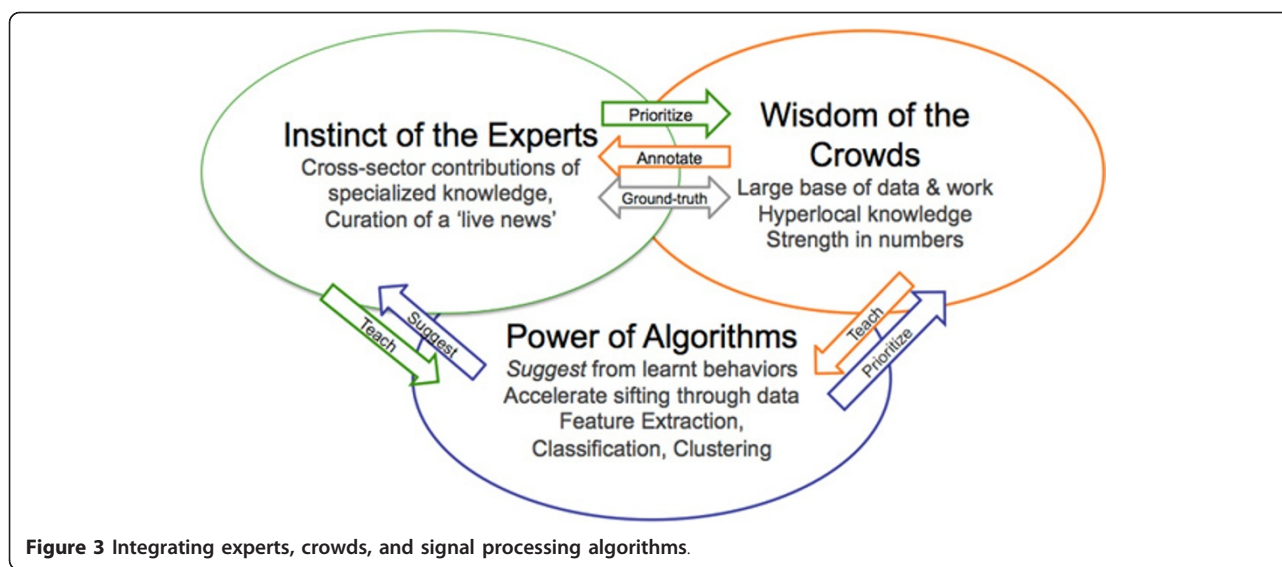 Instinct of the Experts
Cross-sector contributions of
specialized knowledge,
Curation of a 'live news'
Prioritize
Annotate
Ground-truth
Wisdom of the
Crowds
Large base of data & work
Hyperlocal knowledge
Strength in numbers
Teach
Suggest
Power of Algorithms
Suggest from learnt behaviors
Accelerate sifting through data
Feature Extraction,
Classification, Clustering
Teach
Prioritize
Figure 3 Integrating experts, crowds, and signal processing algorithms.